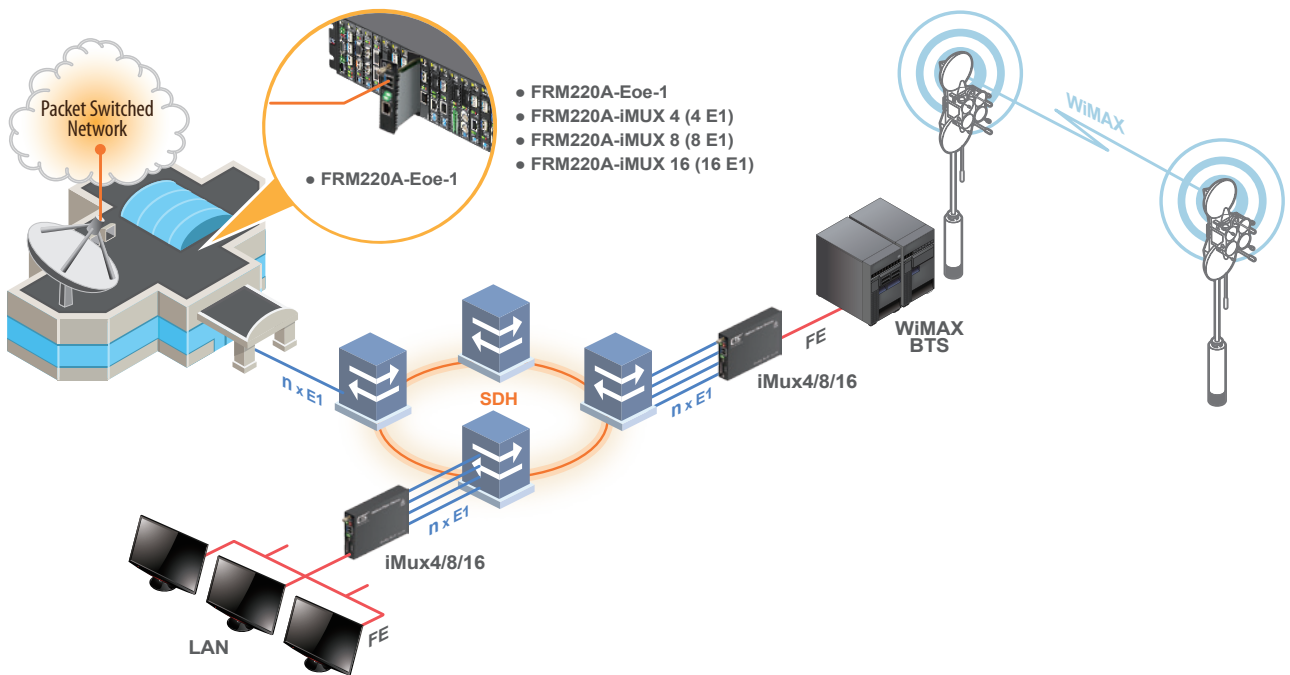 Packet Switched
Network
● FRM220A-Eoe-1
● FRM220A-Eoe-1
● FRM220A-iMUX 4 (4 E1)
● FRM220A-iMUX 8 (8 E1)
● FRM220A-iMUX 16 (16 E1)
WiMAX
WiMAX
BTS
FE
iMux4/8/16
n x E1
n x E1
SDH
n x E1
iMux4/8/16
FE
LAN